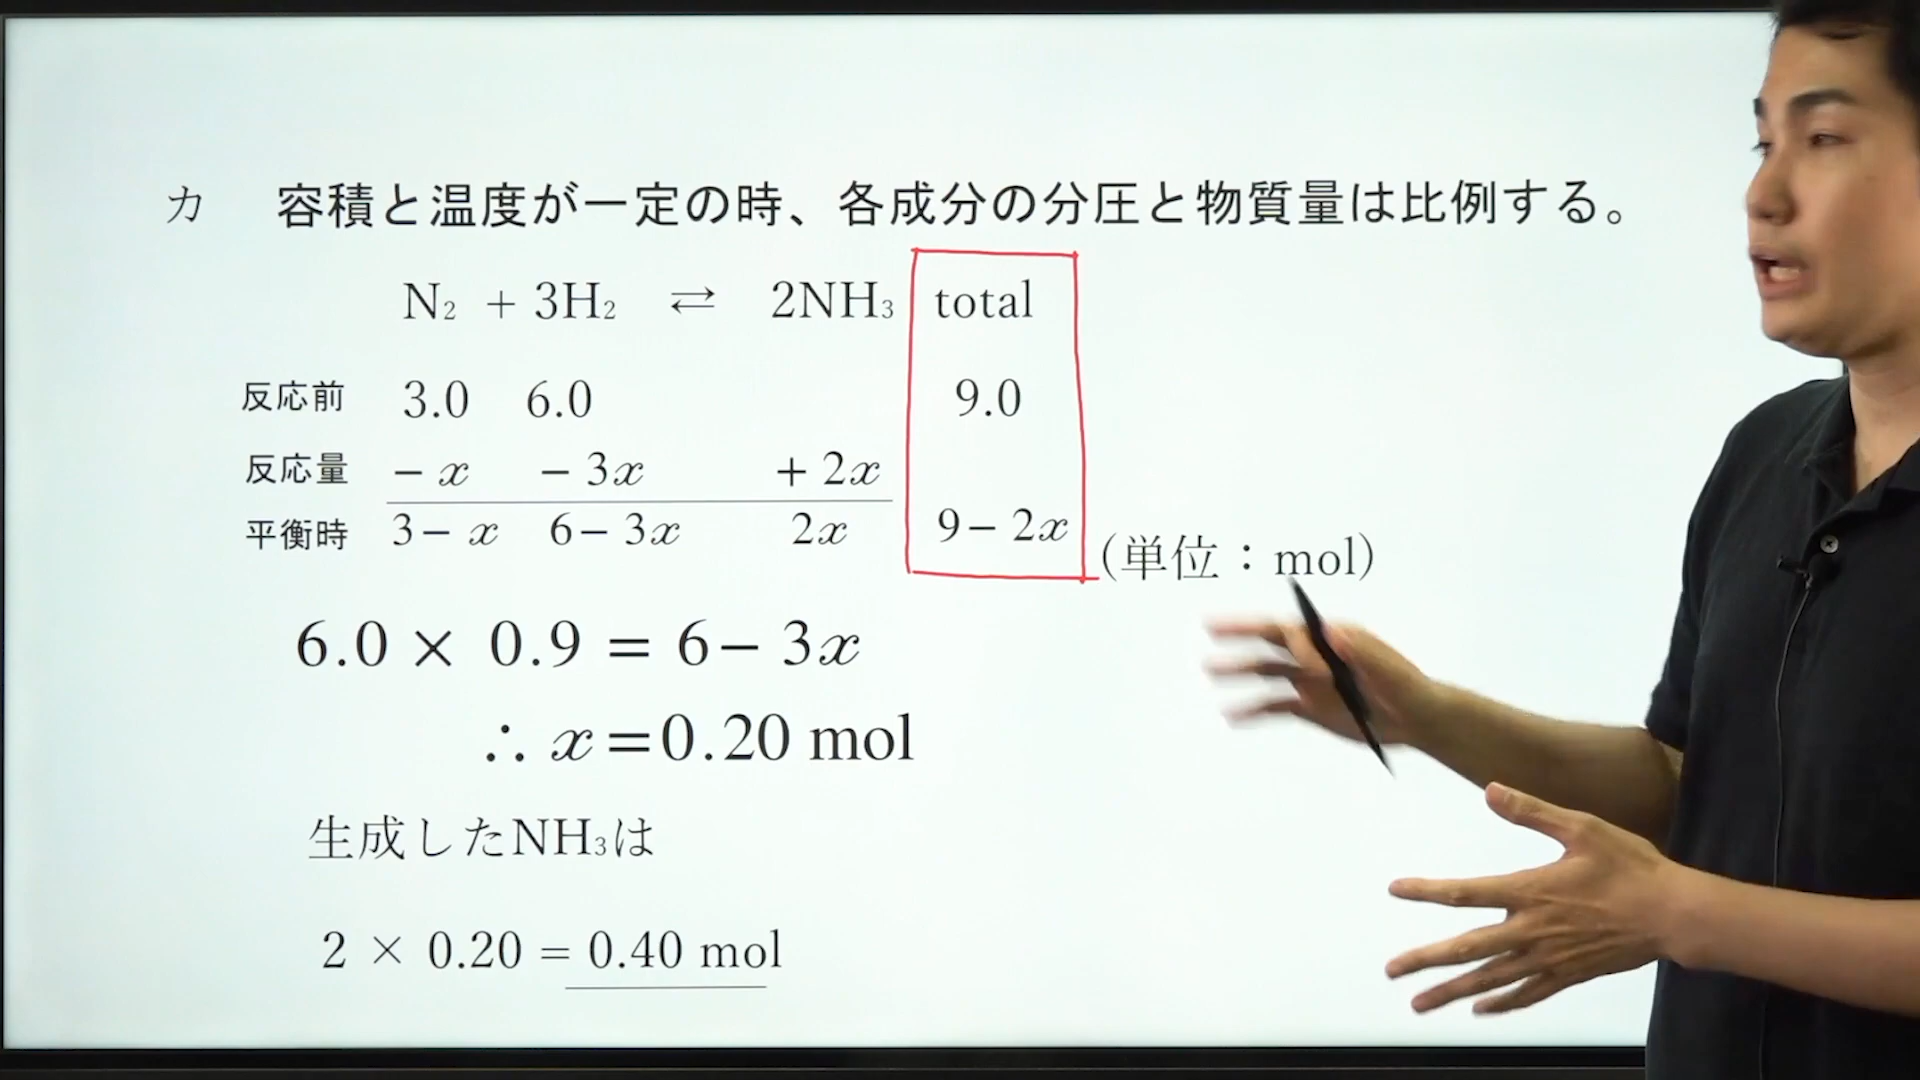 カ 容積と温度が一定の時、各成分の分圧と物質量は比例する。
N₂ + 3H₂ ⇄ 2NH₃ total
反応前 3.0 6.0 9.0
反応量 − x − 3x + 2x
平衡時 3− x 6− 3x 2x 9− 2x
(単位：mol)
6.0 × 0.9 = 6− 3x
∴ x=0.20 mol
生成したNH₃は
2 × 0.20 = 0.40 mol